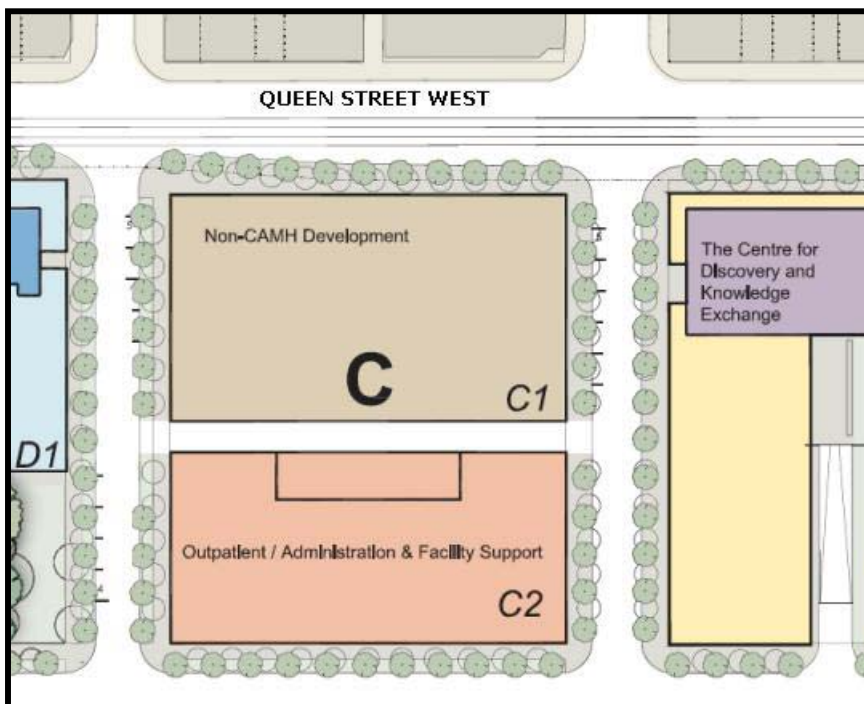 QUEEN STREET WEST
Non-CAMH Development
The Centre for
Discovery and
Knowledge
Exchange
C
C1
D1
Outpatient / Administration & Facility Support
C2